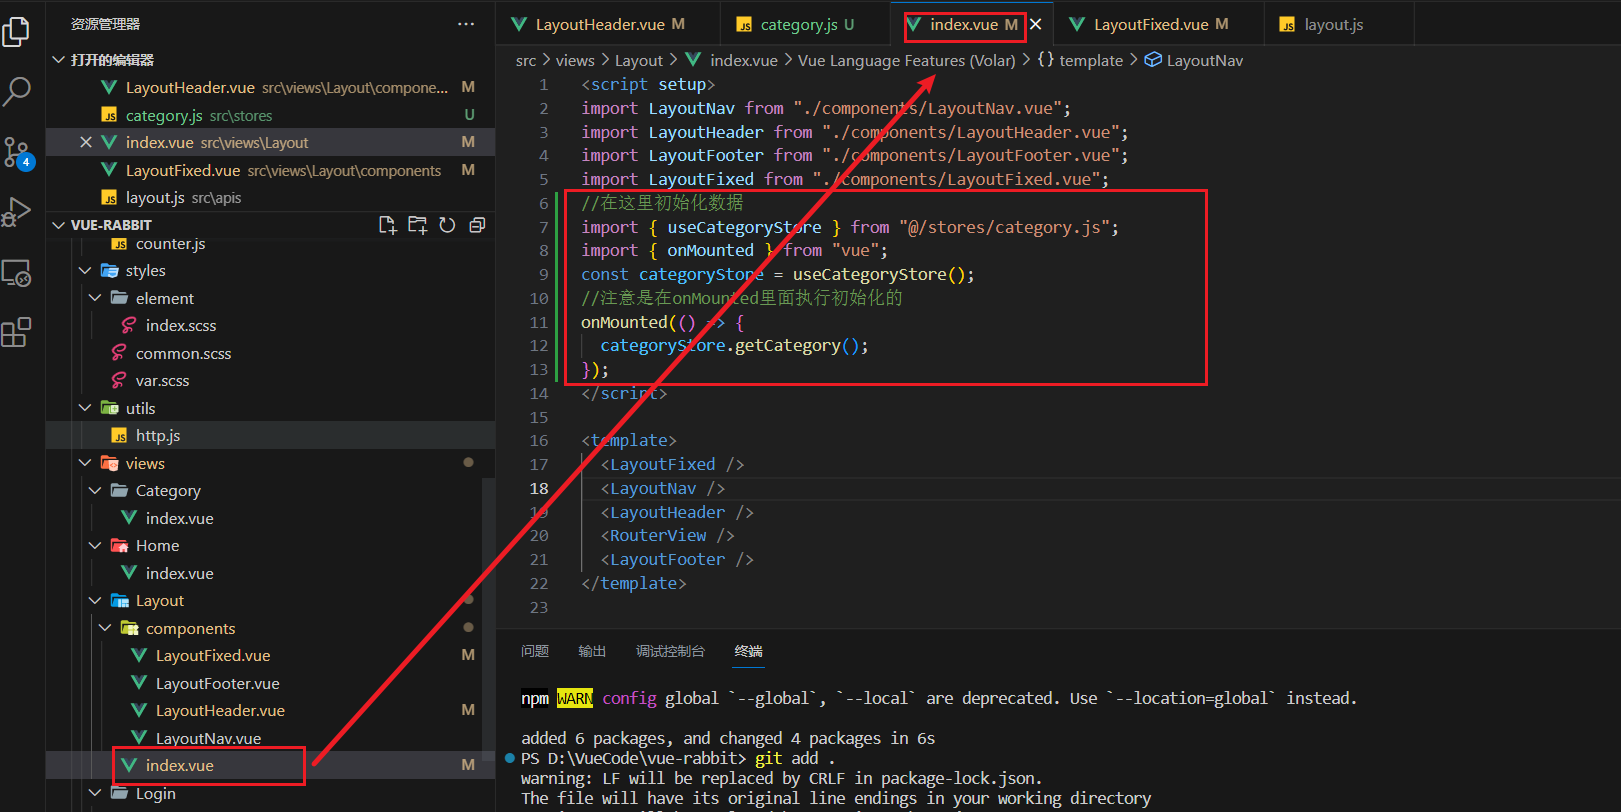 资源管理器
···
打开的编辑器
LayoutHeader.vue src\views\Layout\compone... M
category.js src\stores U
index.vue src\views\Layout M
LayoutFixed.vue src\views\Layout\components M
layout.js src\apis
4
VUE-RABBIT
counter.js
styles
element
index.scss
common.scss
var.scss
utils
http.js
views
Category
index.vue
Home
index.vue
Layout
components
LayoutFixed.vue M
LayoutFooter.vue
LayoutHeader.vue M
LayoutNav.vue
index.vue M
Login
LayoutHeader.vue M
category.js U
index.vue M
LayoutFixed.vue M
layout.js
src > views > Layout > index.vue > Vue Language Features (Volar) > {} template > LayoutNav
1 <script setup>
2 import LayoutNav from "./components/LayoutNav.vue";
3 import LayoutHeader from "./components/LayoutHeader.vue";
4 import LayoutFooter from "./components/LayoutFooter.vue";
5 import LayoutFixed from "./components/LayoutFixed.vue";
6 //在这里初始化数据
7 import { useCategoryStore } from "@/stores/category.js";
8 import { onMounted } from "vue";
9 const categoryStore = useCategoryStore();
10 //注意是在onMounted里面执行初始化的
11 onMounted(() => {
12 categoryStore.getCategory();
13 });
14 </script>
15
16 <template>
17 <LayoutFixed />
18 <LayoutNav />
19 <LayoutHeader />
20 <RouterView />
21 <LayoutFooter />
22 </template>
23
问题 输出 调试控制台 终端
npm WARN config global `--global`, `--local` are deprecated. Use `--location=global` instead.
added 6 packages, and changed 4 packages in 6s
PS D:\VueCode\vue-rabbit> git add .
warning: LF will be replaced by CRLF in package-lock.json.
The file will have its original line endings in your working directory